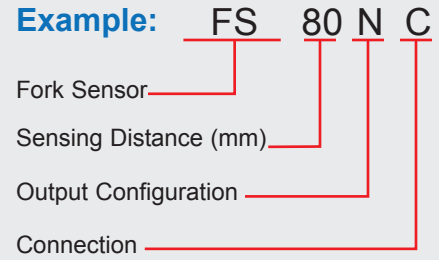 Example: FS 80 N C
Fork Sensor
Sensing Distance (mm)
Output Configuration
Connection